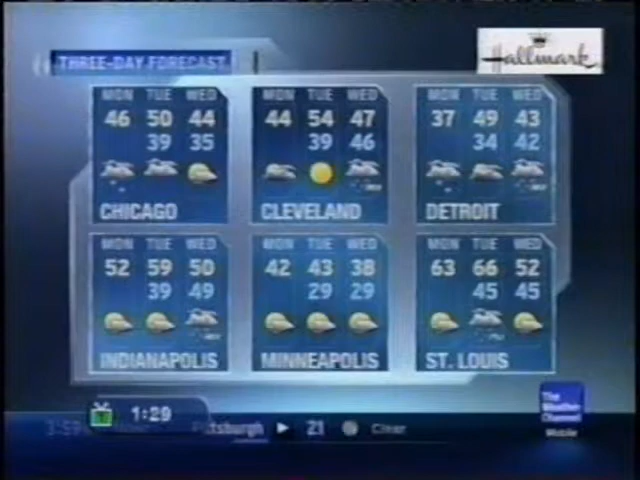 THREE-DAY FORECAST
Hallmark
MON TUE WED
46 50 44
39 35
CHICAGO
MON TUE WED
44 54 47
39 46
CLEVELAND
MON TUE WED
37 49 43
34 42
DETROIT
MON TUE WED
52 59 50
39 49
INDIANAPOLIS
MON TUE WED
42 43 38
29 29
MINNEAPOLIS
MON TUE WED
63 66 52
45 45
ST. LOUIS
1:29
3:59 Pittsburgh 21 Clear
The
Weather
Channel
Mobile